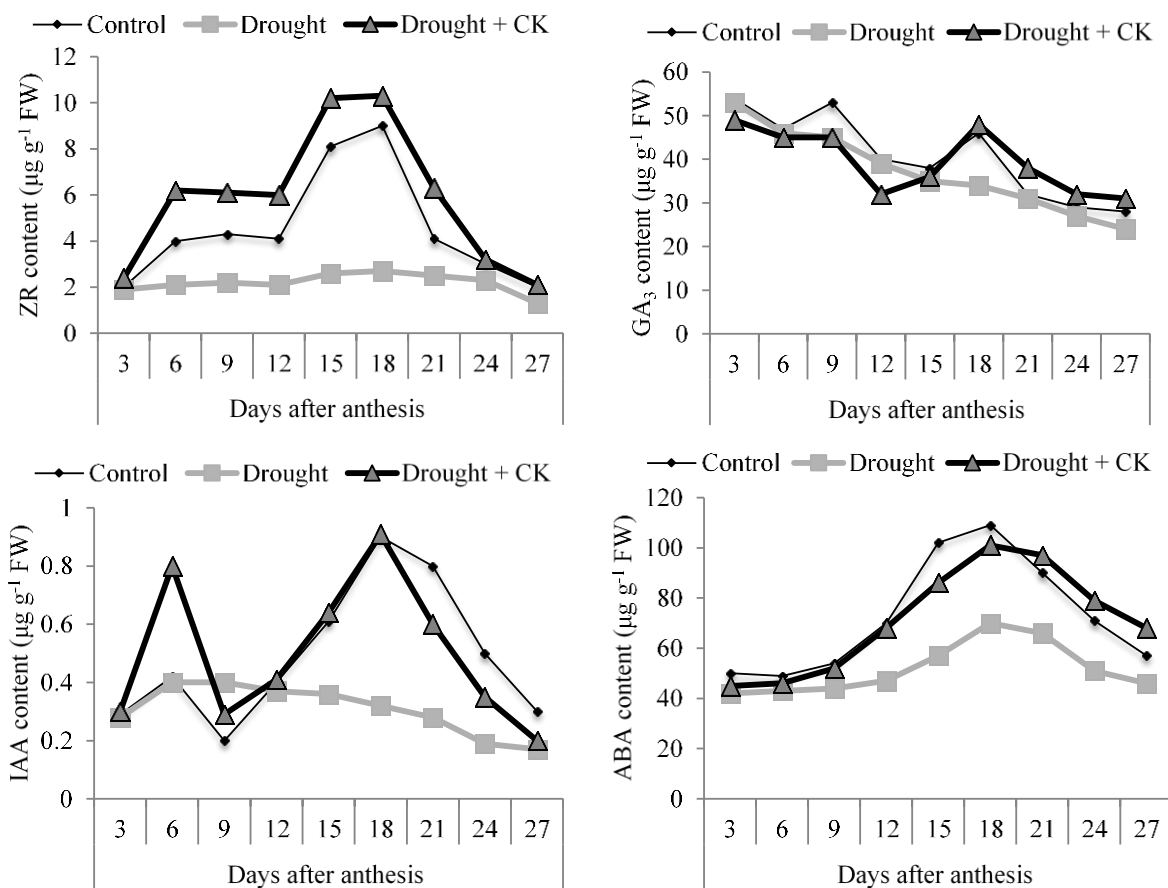 Control Drought Drought + CK
ZR content (µg g-1 FW)
12
10
8
6
4
2
0
3 6 9 12 15 18 21 24 27
Days after anthesis
Control Drought Drought + CK
GA3 content (µg g-1 FW)
60
50
40
30
20
10
0
3 6 9 12 15 18 21 24 27
Days after anthesis
Control Drought Drought + CK
IAA content (µg g-1 FW)
1
0.8
0.6
0.4
0.2
0
3 6 9 12 15 18 21 24 27
Days after anthesis
Control Drought Drought + CK
ABA content (µg g-1 FW)
120
100
80
60
40
20
0
3 6 9 12 15 18 21 24 27
Days after anthesis